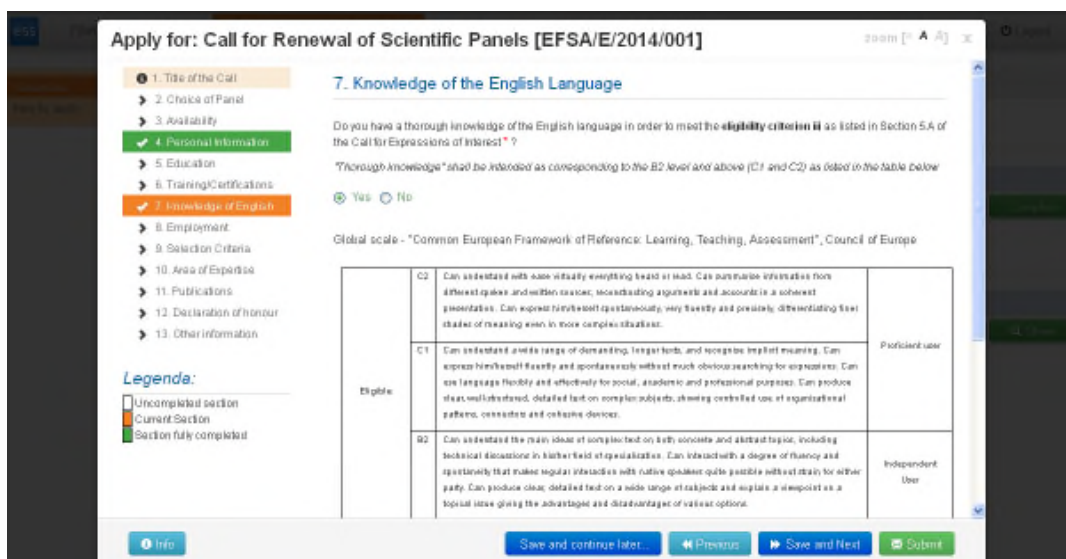 ess
Apply for: Call for Renewal of Scientific Panels [EFSA/E/2014/001]
zoom [ A A] x
1. Title of the Call
2. Choice of Panel
3. Availability
4. Personal Information
5. Education
6. Training/Certifications
7. Knowledge of English
8. Employment
9. Selection Criteria
10. Area of Expertise
11. Publications
12. Declaration of honour
13. Other information
Legenda:
Uncompleted section
Current Section
Section fully completed
7. Knowledge of the English Language
Do you have a thorough knowledge of the English language in order to meet the eligibility criterion iii as listed in Section 5.A of
the Call for Expressions of Interest * ?
"Thorough knowledge" shall be intended as corresponding to the B2 level and above (C1 and C2) as listed in the table below
Yes No
Global scale - "Common European Framework of Reference: Learning, Teaching, Assessment", Council of Europe
Eligible
C2 Can understand with ease virtually everything heard or read. Can summarise information from
different spoken and written sources, reconstructing arguments and accounts in a coherent
presentation. Can express him/herself spontaneously, very fluently and precisely, differentiating finer
shades of meaning even in more complex situations.
Proficient user
C1 Can understand a wide range of demanding, longer texts, and recognise implicit meaning. Can
express him/herself fluently and spontaneously without much obvious searching for expressions. Can
use language flexibly and effectively for social, academic and professional purposes. Can produce
clear, well-structured, detailed text on complex subjects, showing controlled use of organisational
patterns, connectors and cohesive devices.
B2 Can understand the main ideas of complex text on both concrete and abstract topics, including
technical discussions in his/her field of specialisation. Can interact with a degree of fluency and
spontaneity that makes regular interaction with native speakers quite possible without strain for either
party. Can produce clear, detailed text on a wide range of subjects and explain a viewpoint on a
topical issue giving the advantages and disadvantages of various options.
Independent
User
Info
Save and continue later...
Previous
Save and Next
Submit